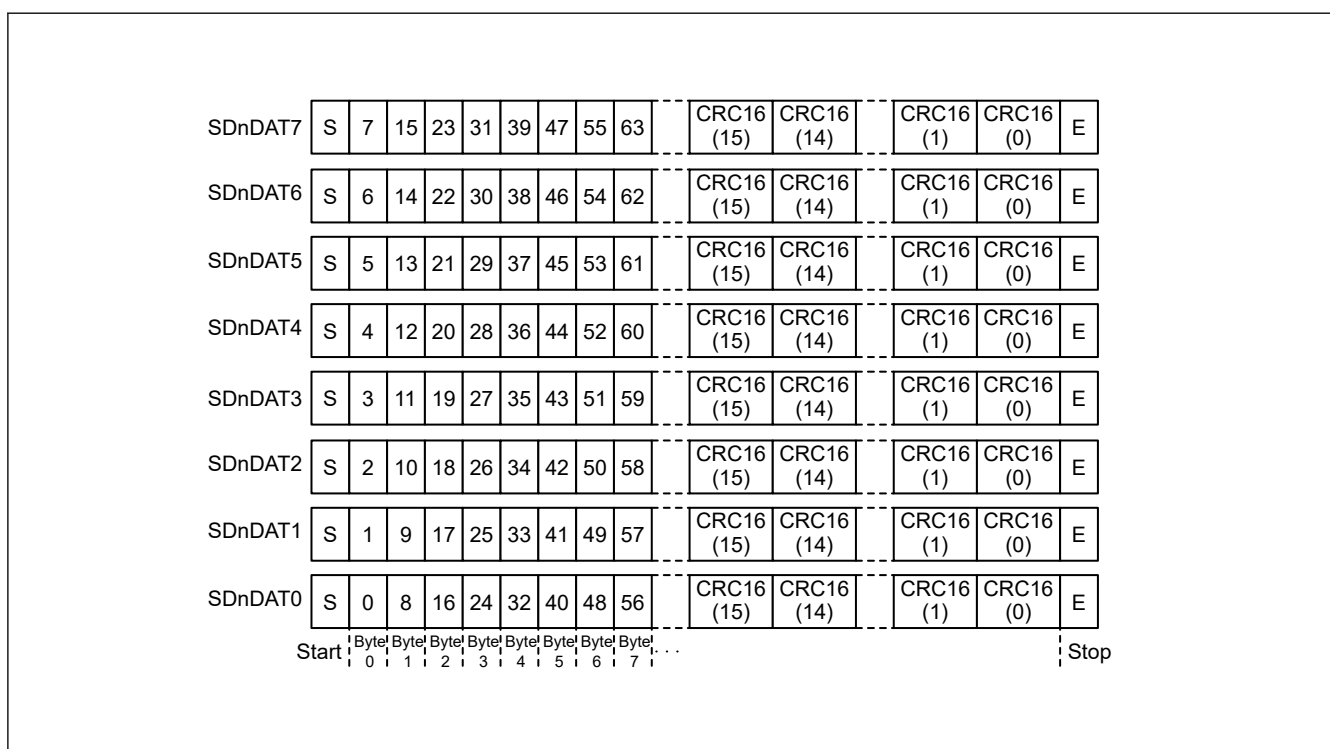 SDnDAT7 S 7 15 23 31 39 47 55 63 CRC16 (15) CRC16 (14) CRC16 (1) CRC16 (0) E
SDnDAT6 S 6 14 22 30 38 46 54 62 CRC16 (15) CRC16 (14) CRC16 (1) CRC16 (0) E
SDnDAT5 S 5 13 21 29 37 45 53 61 CRC16 (15) CRC16 (14) CRC16 (1) CRC16 (0) E
SDnDAT4 S 4 12 20 28 36 44 52 60 CRC16 (15) CRC16 (14) CRC16 (1) CRC16 (0) E
SDnDAT3 S 3 11 19 27 35 43 51 59 CRC16 (15) CRC16 (14) CRC16 (1) CRC16 (0) E
SDnDAT2 S 2 10 18 26 34 42 50 58 CRC16 (15) CRC16 (14) CRC16 (1) CRC16 (0) E
SDnDAT1 S 1 9 17 25 33 41 49 57 CRC16 (15) CRC16 (14) CRC16 (1) CRC16 (0) E
SDnDAT0 S 0 8 16 24 32 40 48 56 CRC16 (15) CRC16 (14) CRC16 (1) CRC16 (0) E
Start Byte 0 Byte 1 Byte 2 Byte 3 Byte 4 Byte 5 Byte 6 Byte 7 · · · Stop